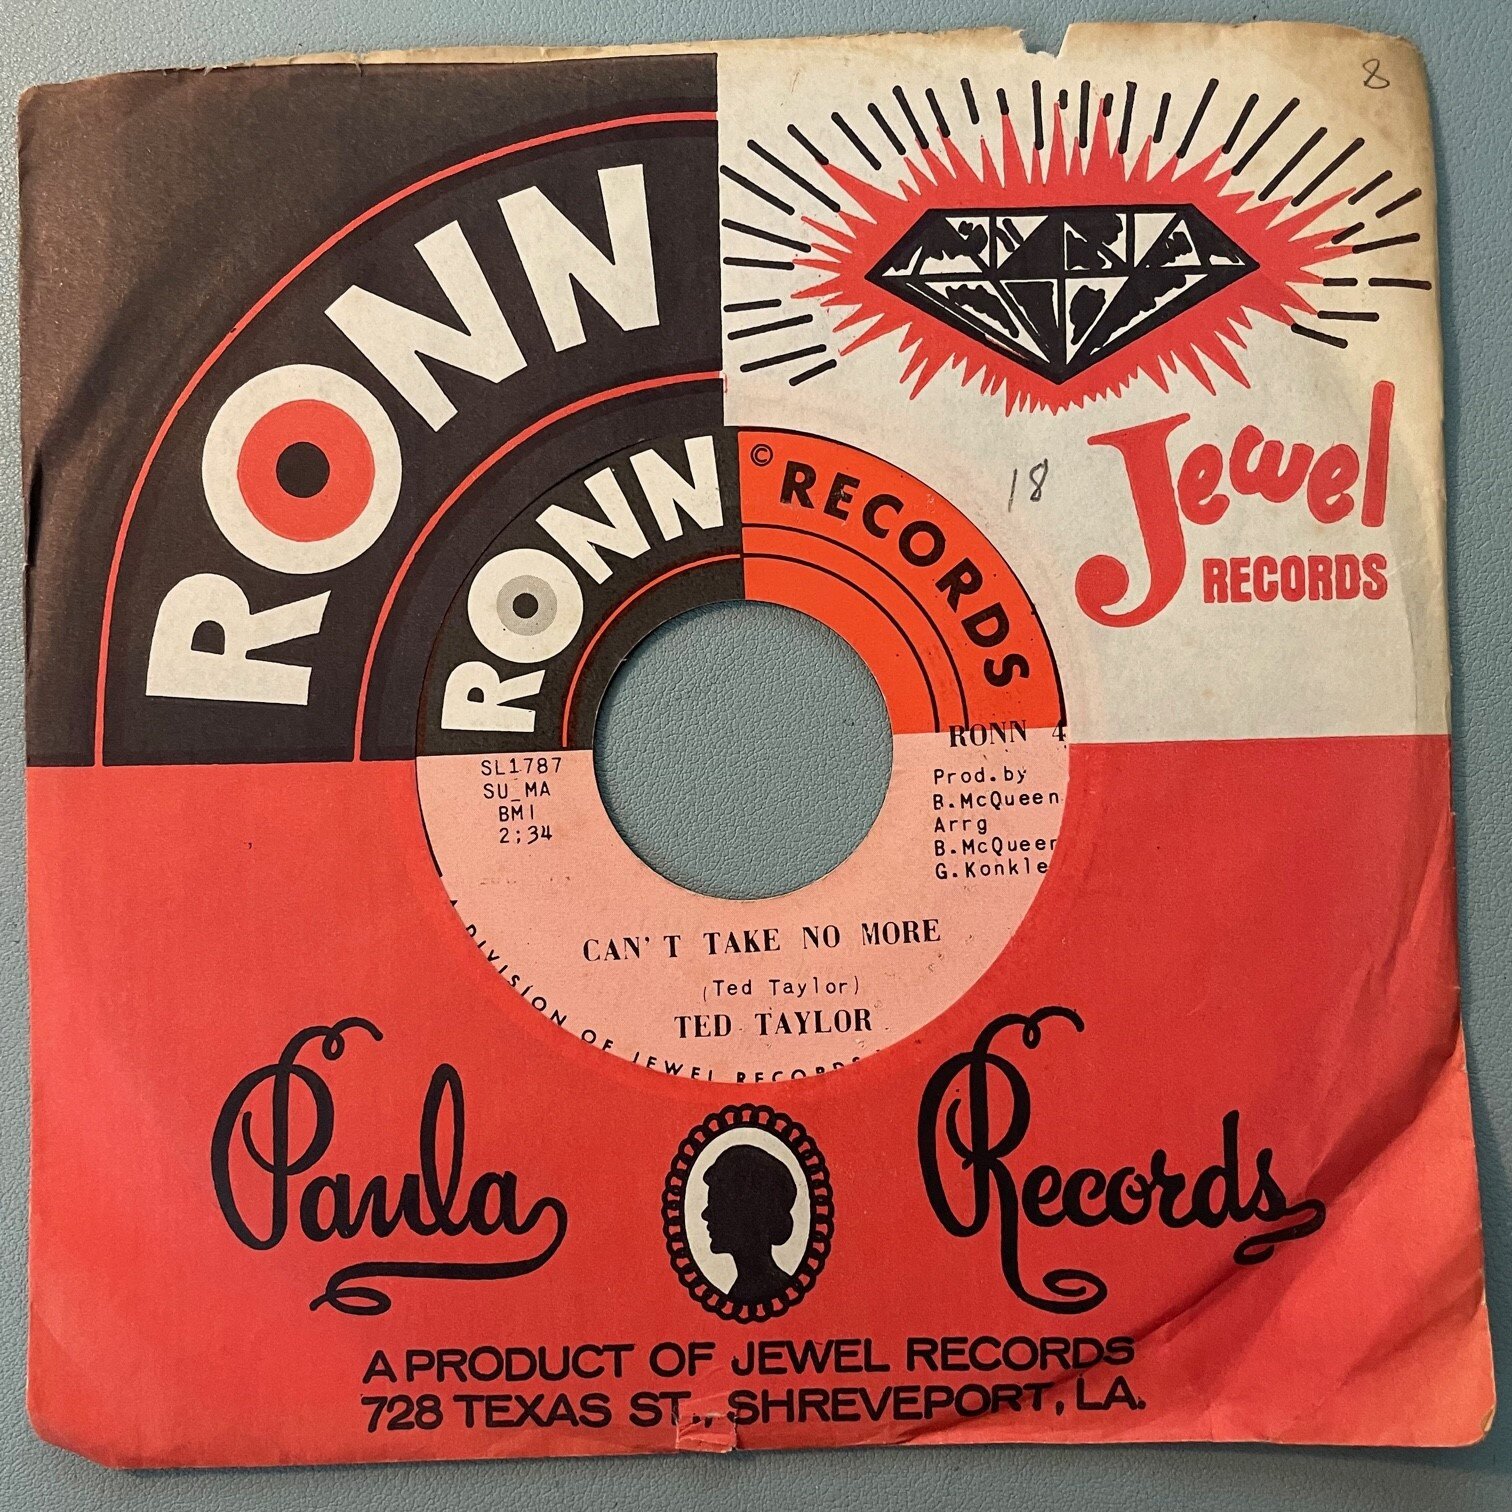 8
RONN
Jewel
RECORDS
18
RONN
© RECORDS
RONN 4
SL1787
SU_MA
BMI
2;34
Prod.by
B.McQueen
Arrg
B.McQueen
G.Konkle
CAN'T TAKE NO MORE
(Ted Taylor)
TED TAYLOR
A DIVISION OF JEWEL RECORDS
Paula Records
A PRODUCT OF JEWEL RECORDS
728 TEXAS ST., SHREVEPORT, LA.